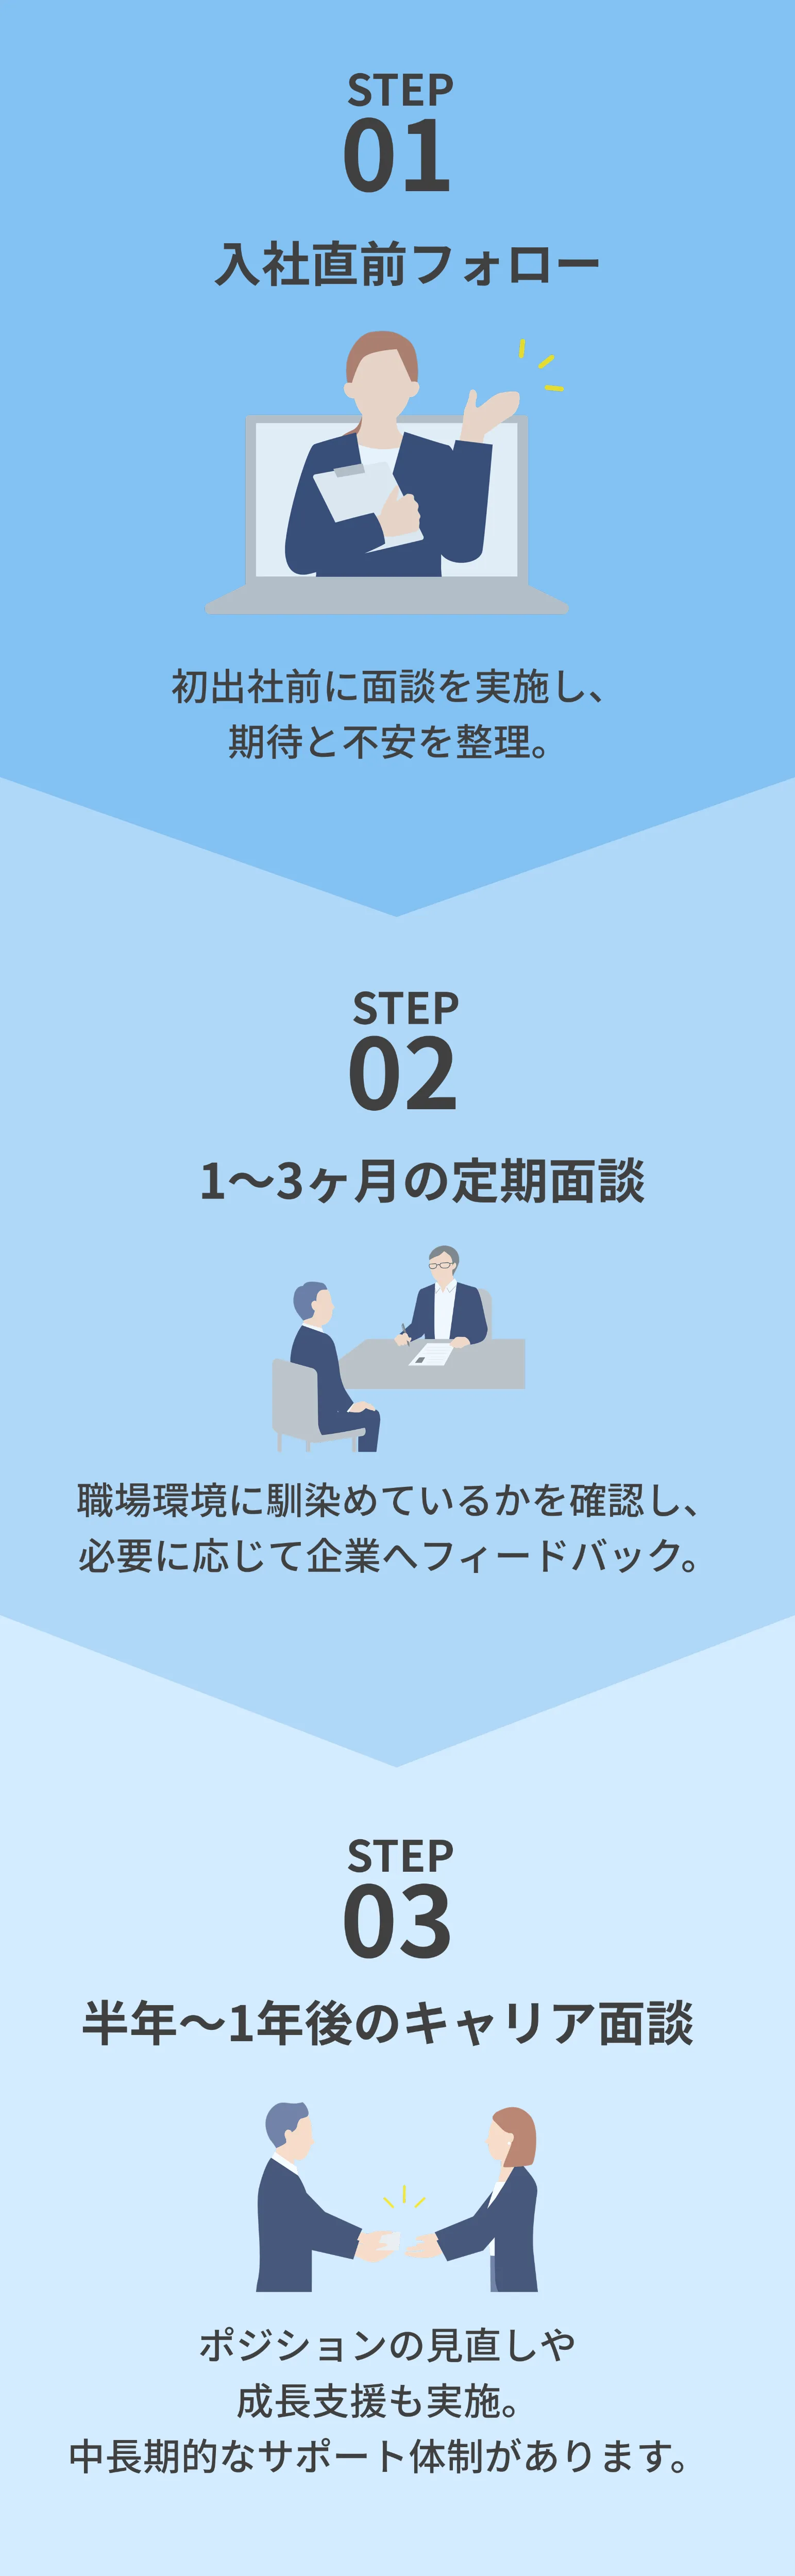 STEP
01
入社直前フォロー
初出社前に面談を実施し、
期待と不安を整理。
STEP
02
1〜3ヶ月の定期面談
職場環境に馴染めているかを確認し、
必要に応じて企業へフィードバック。
STEP
03
半年〜1年後のキャリア面談
ポジションの見直しや
成長支援も実施。
中長期的なサポート体制があります。